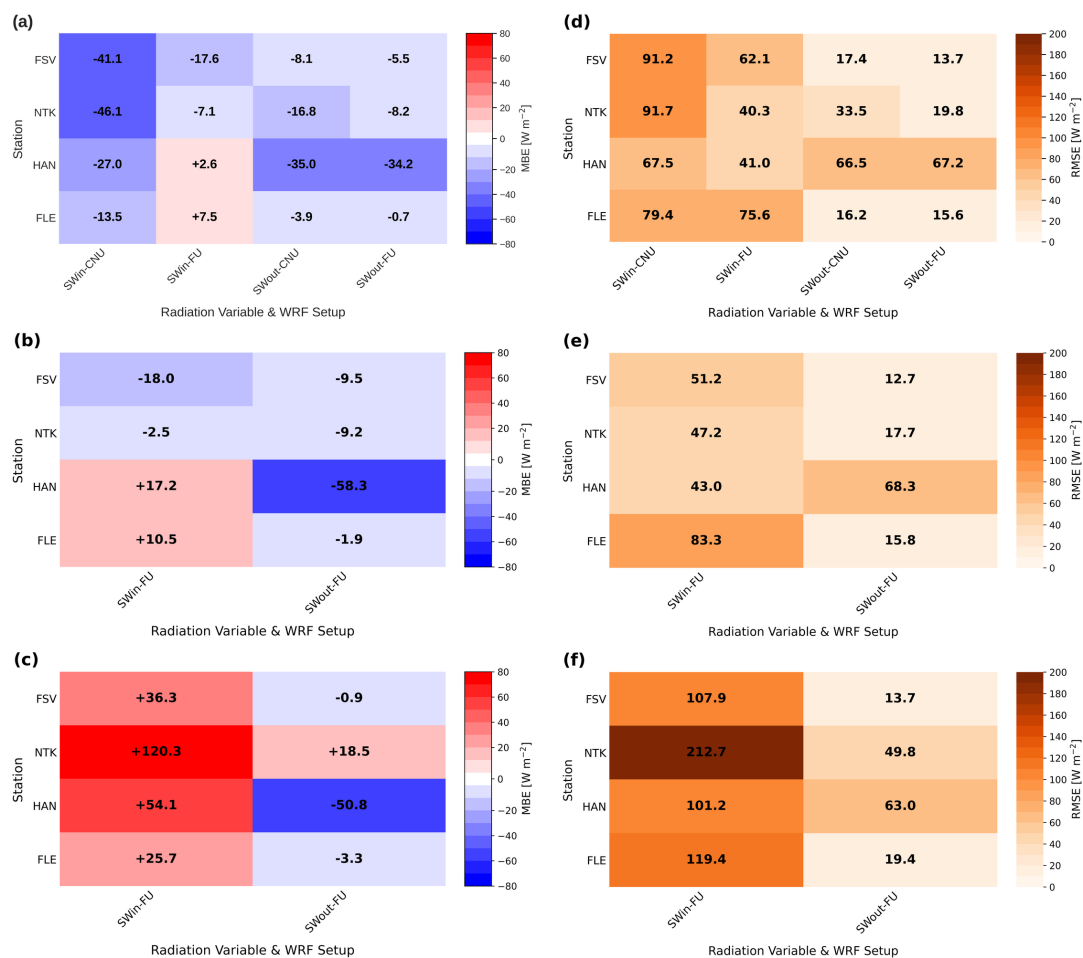 (a)
FSV -41.1 -17.6 -8.1 -5.5
NTK -46.1 -7.1 -16.8 -8.2
HAN -27.0 +2.6 -35.0 -34.2
FLE -13.5 +7.5 -3.9 -0.7
Station
SWin-CNU SWin-FU SWout-CNU SWout-FU
Radiation Variable & WRF Setup
80
60
40
20
0
−20
−40
−60
−80
MBE [W m⁻²]
(d)
FSV 91.2 62.1 17.4 13.7
NTK 91.7 40.3 33.5 19.8
HAN 67.5 41.0 66.5 67.2
FLE 79.4 75.6 16.2 15.6
Station
SWin-CNU SWin-FU SWout-CNU SWout-FU
Radiation Variable & WRF Setup
200
180
160
140
120
100
80
60
40
20
0
RMSE [W m⁻²]
(b)
FSV -18.0 -9.5
NTK -2.5 -9.2
HAN +17.2 -58.3
FLE +10.5 -1.9
Station
SWin-FU SWout-FU
Radiation Variable & WRF Setup
80
60
40
20
0
−20
−40
−60
−80
MBE [W m⁻²]
(e)
FSV 51.2 12.7
NTK 47.2 17.7
HAN 43.0 68.3
FLE 83.3 15.8
Station
SWin-FU SWout-FU
Radiation Variable & WRF Setup
200
180
160
140
120
100
80
60
40
20
0
RMSE [W m⁻²]
(c)
FSV +36.3 -0.9
NTK +120.3 +18.5
HAN +54.1 -50.8
FLE +25.7 -3.3
Station
SWin-FU SWout-FU
Radiation Variable & WRF Setup
80
60
40
20
0
−20
−40
−60
−80
MBE [W m⁻²]
(f)
FSV 107.9 13.7
NTK 212.7 49.8
HAN 101.2 63.0
FLE 119.4 19.4
Station
SWin-FU SWout-FU
Radiation Variable & WRF Setup
200
180
160
140
120
100
80
60
40
20
0
RMSE [W m⁻²]